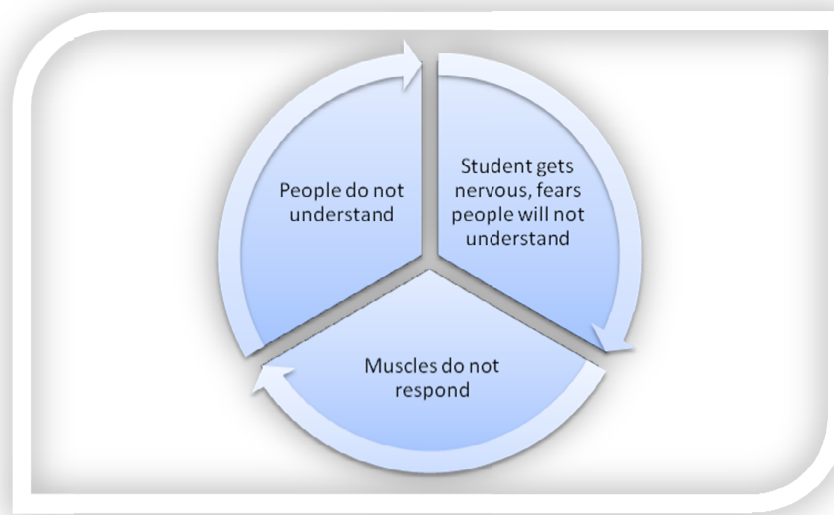 People do not
understand
Student gets
nervous, fears
people will not
understand
Muscles do not
respond